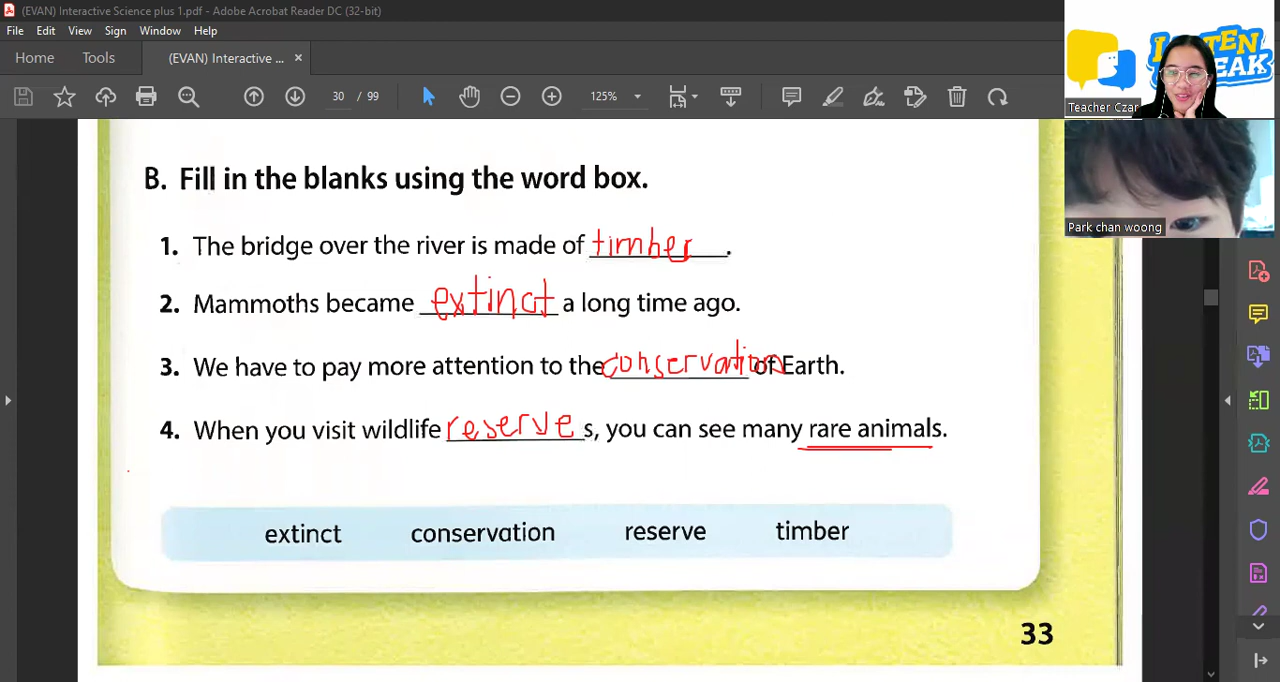 (EVAN) Interactive Science plus 1.pdf - Adobe Acrobat Reader DC (32-bit)
File Edit View Sign Window Help
Home Tools (EVAN) Interactive ... ×
30 / 99 125%
LISTEN
SPEAK
Teacher Czar
Park chan woong
B. Fill in the blanks using the word box.
1. The bridge over the river is made of timber.
2. Mammoths became extinct a long time ago.
3. We have to pay more attention to the conservation of Earth.
4. When you visit wildlife reserves, you can see many rare animals.
extinct conservation reserve timber
33